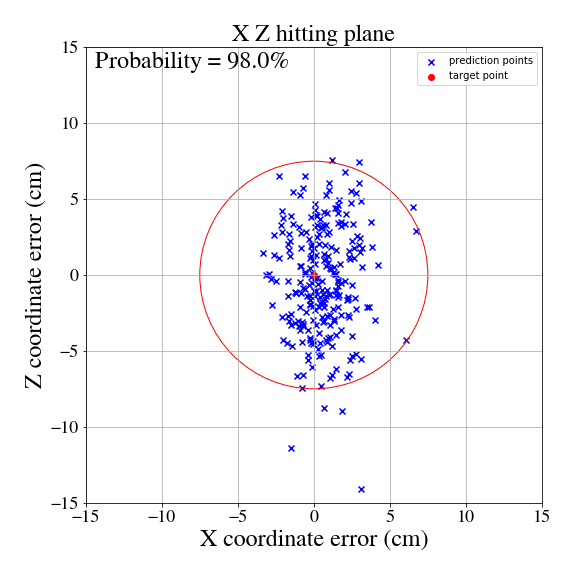 X Z hitting plane
Probability = 98.0%
prediction points
target point
15
10
5
0
−5
−10
−15
Z coordinate error (cm)
−15 −10 −5 0 5 10 15
X coordinate error (cm)